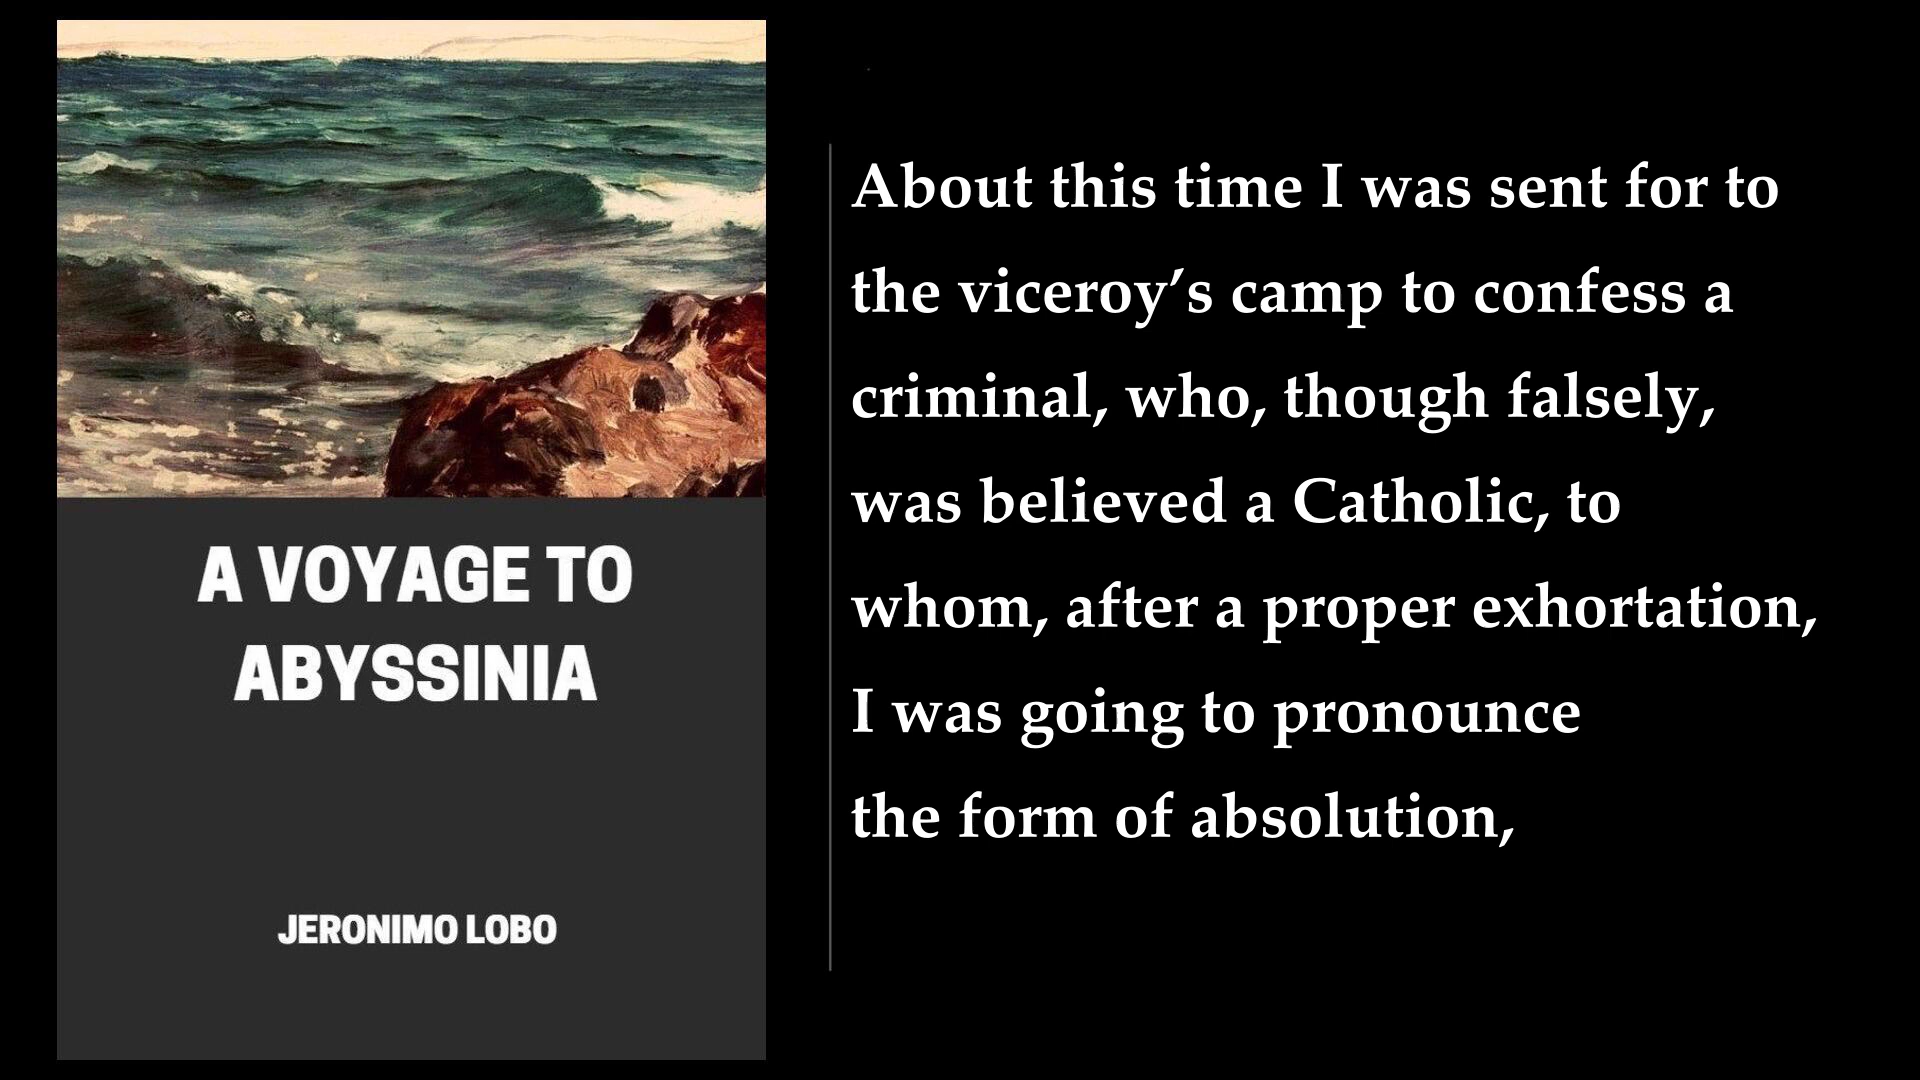 A VOYAGE TO
ABYSSINIA
JERONIMO LOBO
About this time I was sent for to
the viceroy’s camp to confess a
criminal, who, though falsely,
was believed a Catholic, to
whom, after a proper exhortation,
I was going to pronounce
the form of absolution,